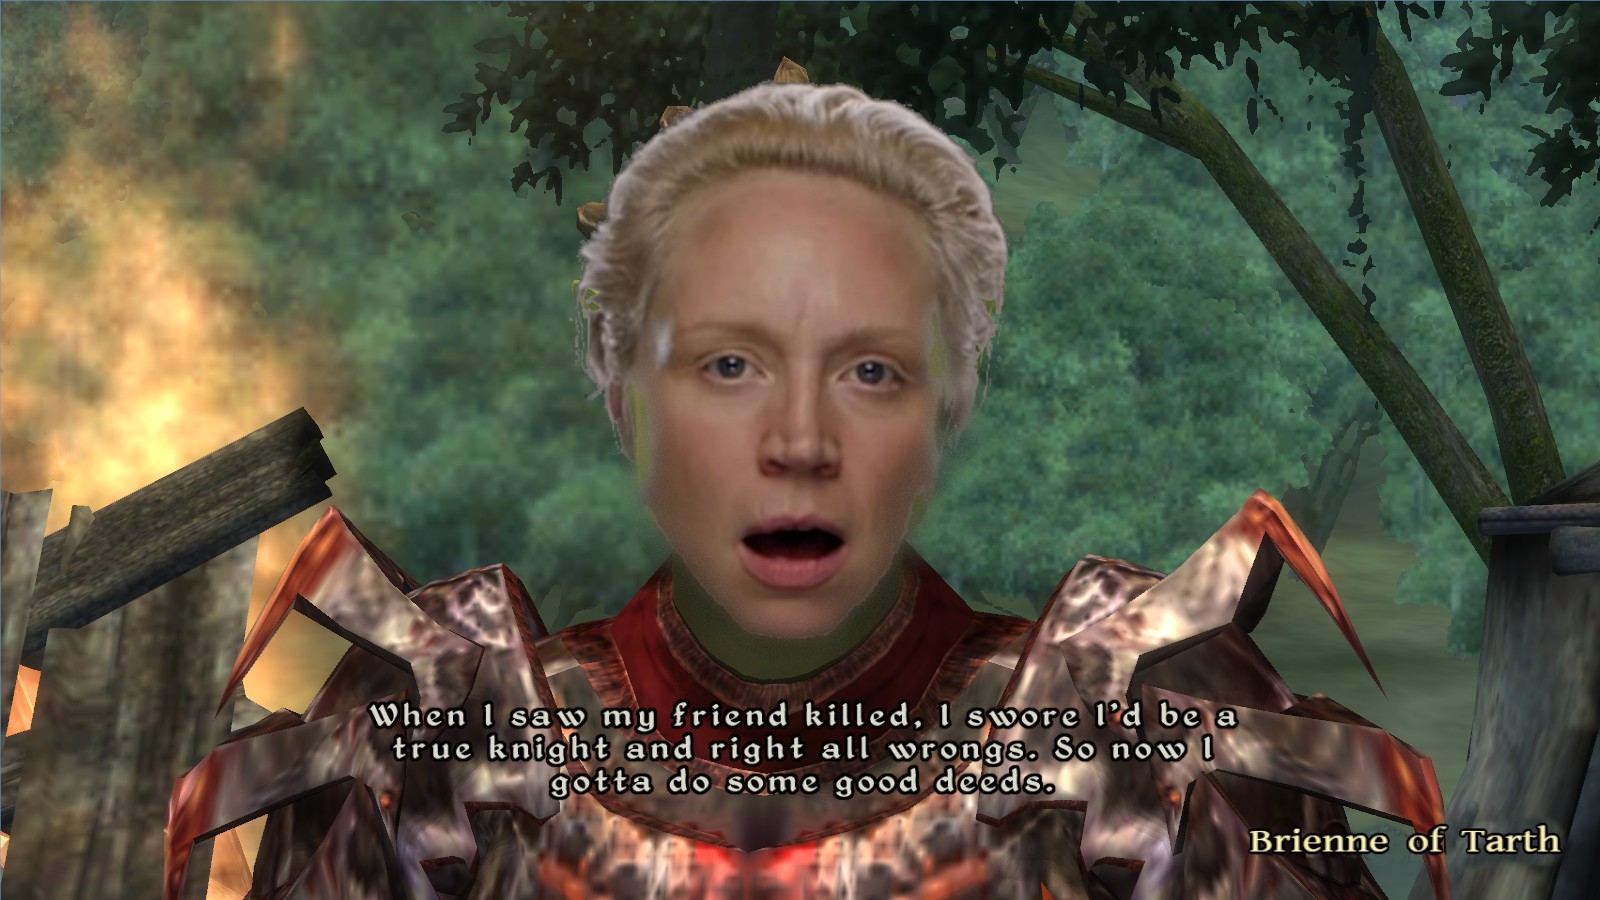 When I saw my friend killed, I swore I'd be a
true knight and right all wrongs. So now I
gotta do some good deeds.
Brienne of Tarth